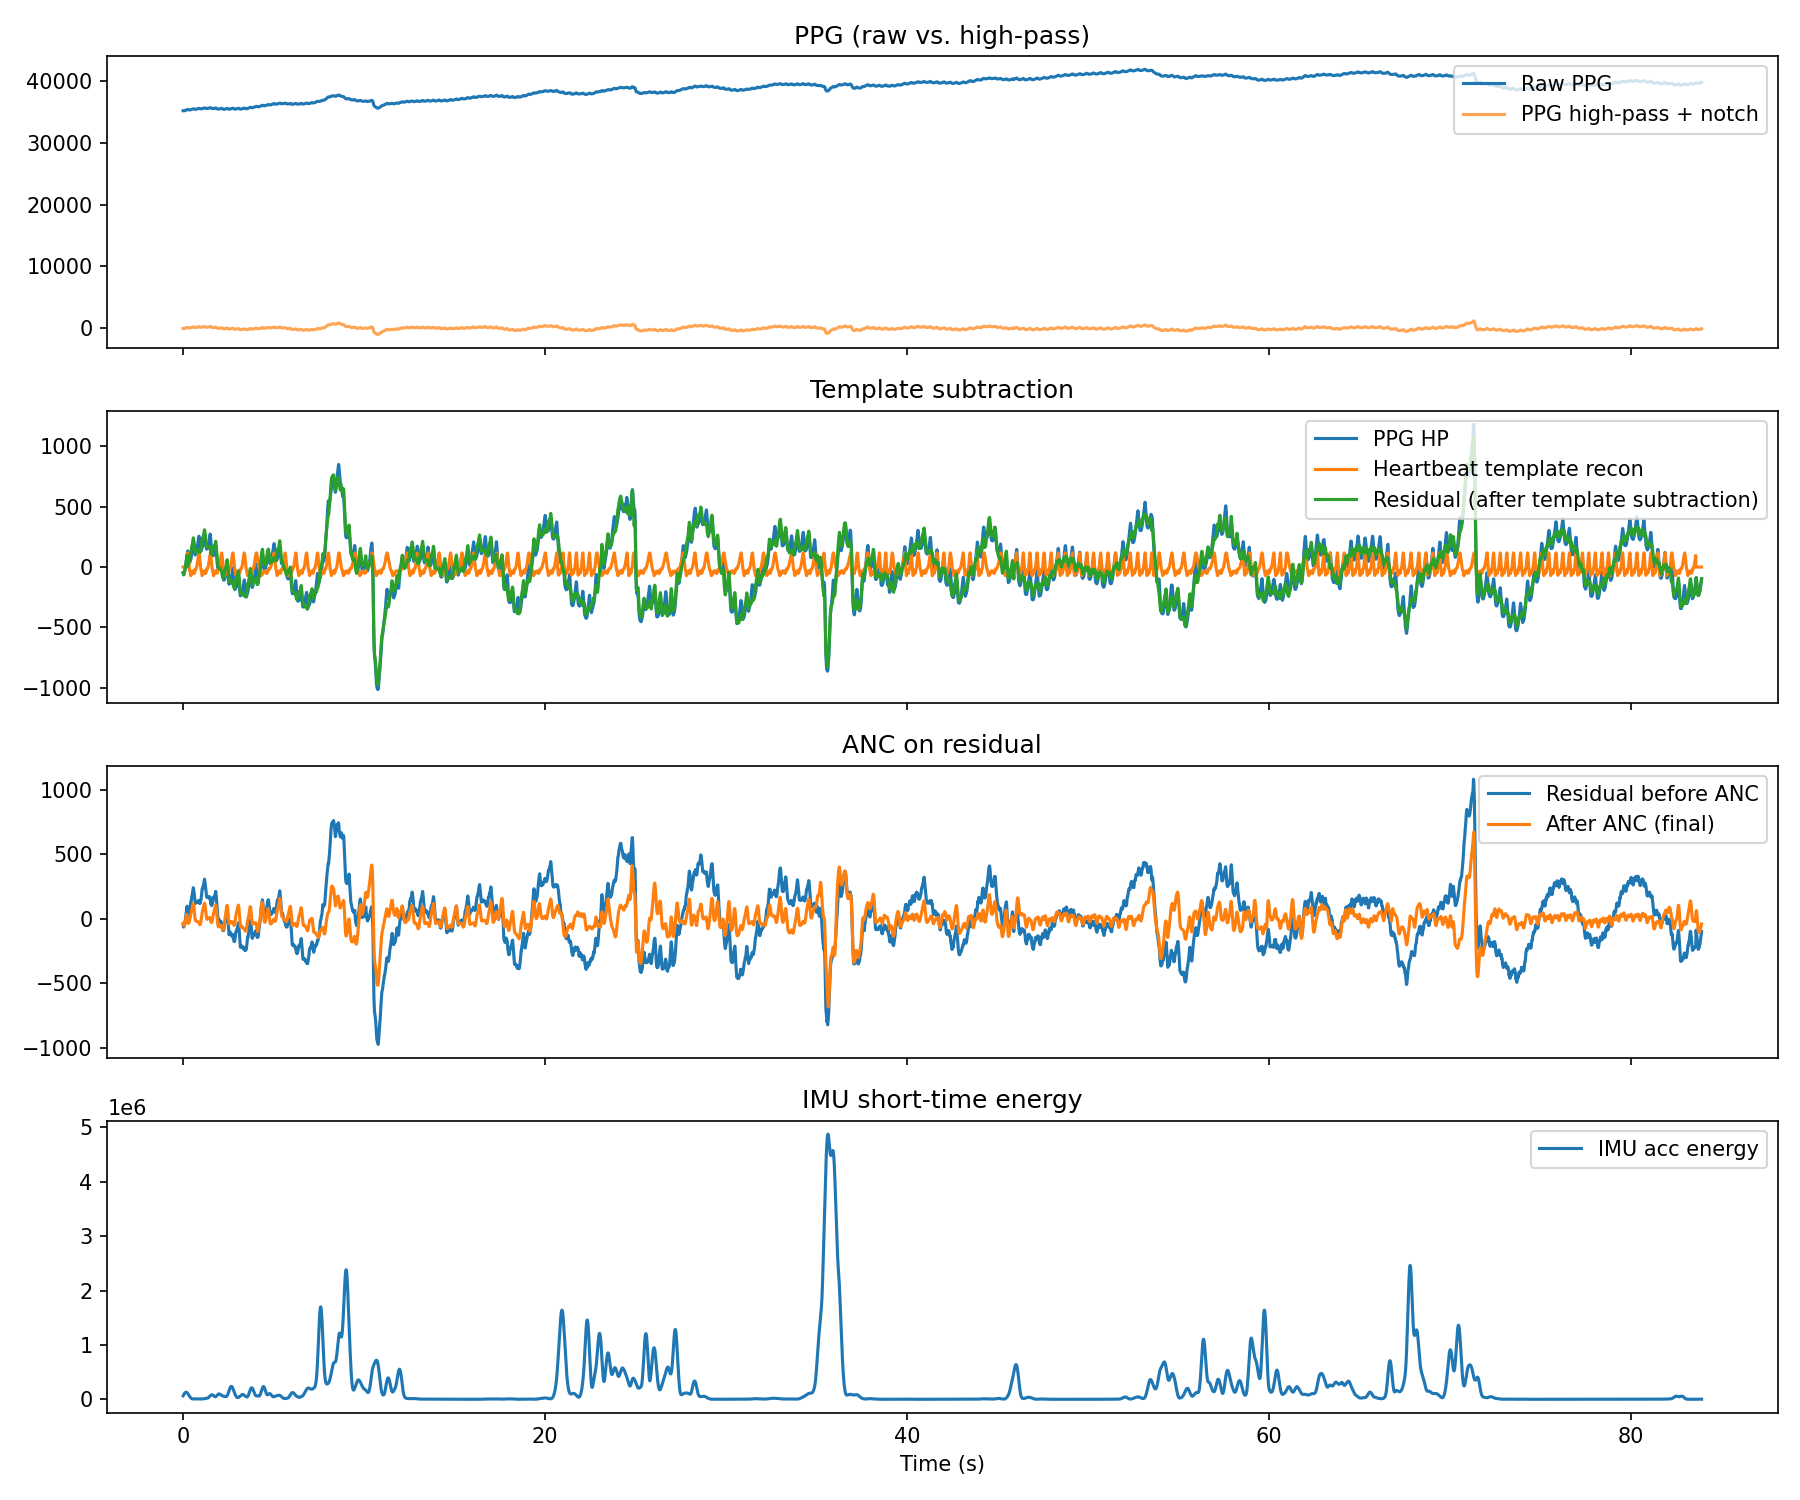 PPG (raw vs. high-pass)
40000
30000
20000
10000
0
Raw PPG
PPG high-pass + notch
Template subtraction
1000
500
0
−500
−1000
PPG HP
Heartbeat template recon
Residual (after template subtraction)
ANC on residual
1000
500
0
−500
−1000
Residual before ANC
After ANC (final)
IMU short-time energy
1e6
5
4
3
2
1
0
IMU acc energy
0 20 40 60 80
Time (s)